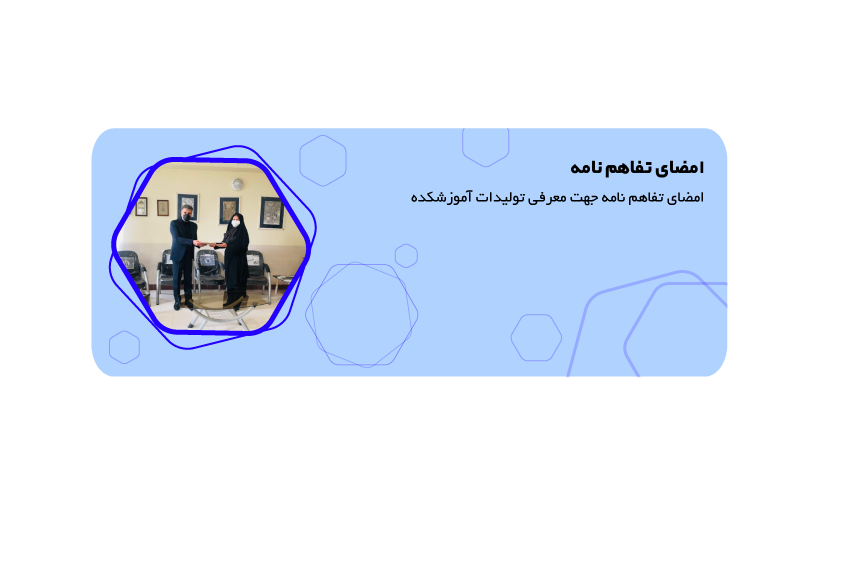 امضای تفاهم نامه
امضای تفاهم نامه جهت معرفی تولیدات آموزشکده